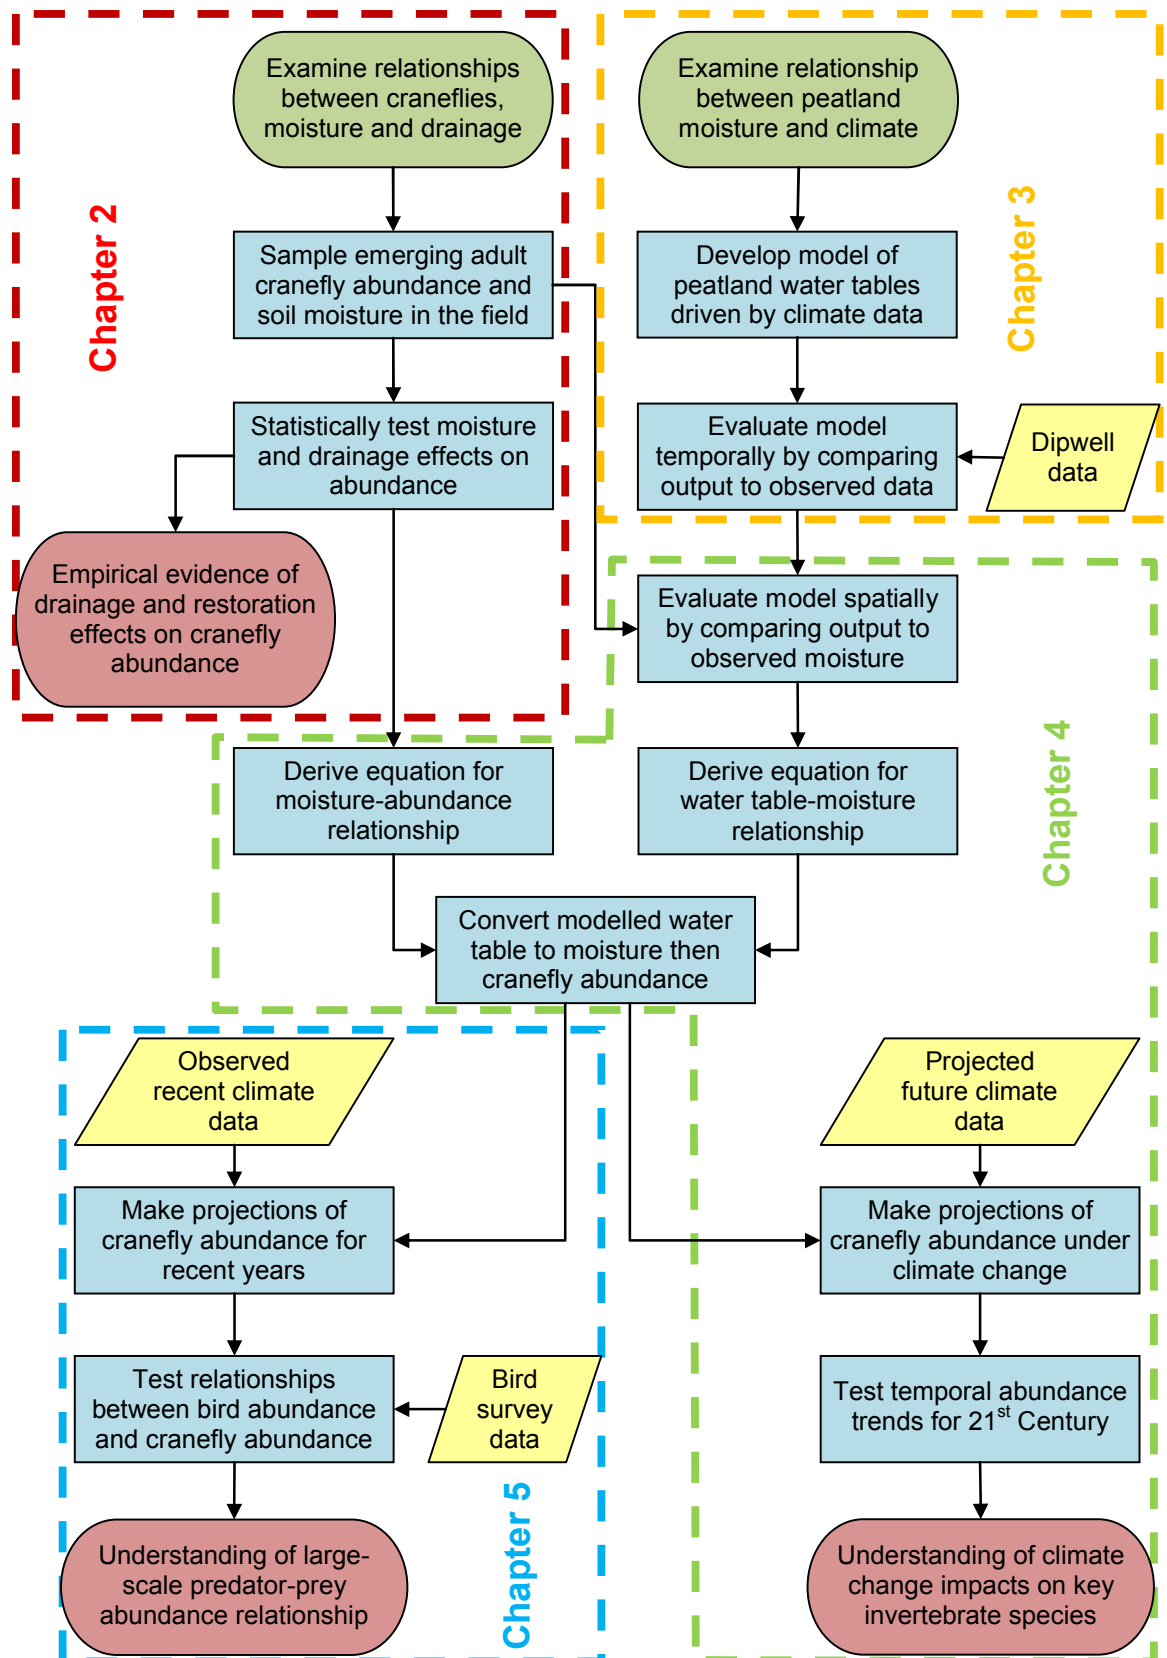 Examine relationships
between craneflies,
moisture and drainage
Examine relationship
between peatland
moisture and climate
Chapter 2
Chapter 3
Sample emerging adult
cranefly abundance and
soil moisture in the field
Develop model of
peatland water tables
driven by climate data
Statistically test moisture
and drainage effects on
abundance
Evaluate model
temporally by comparing
output to observed data
Dipwell
data
Empirical evidence of
drainage and restoration
effects on cranefly
abundance
Evaluate model spatially
by comparing output to
observed moisture
Chapter 4
Derive equation for
moisture-abundance
relationship
Derive equation for
water table-moisture
relationship
Convert modelled water
table to moisture then
cranefly abundance
Observed
recent climate
data
Projected
future climate
data
Make projections of
cranefly abundance for
recent years
Make projections of
cranefly abundance under
climate change
Test relationships
between bird abundance
and cranefly abundance
Bird
survey
data
Test temporal abundance
trends for 21st Century
Chapter 5
Understanding of large-
scale predator-prey
abundance relationship
Understanding of climate
change impacts on key
invertebrate species